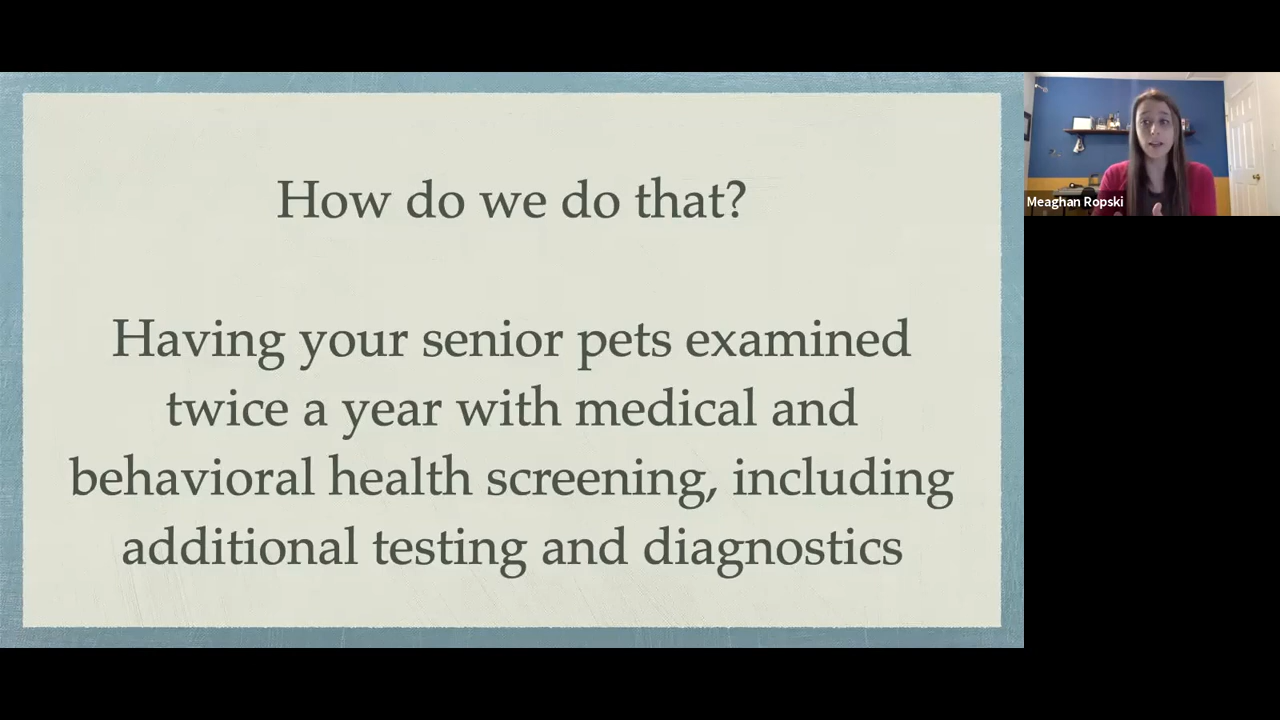 How do we do that?
Having your senior pets examined
twice a year with medical and
behavioral health screening, including
additional testing and diagnostics
Meaghan Ropski